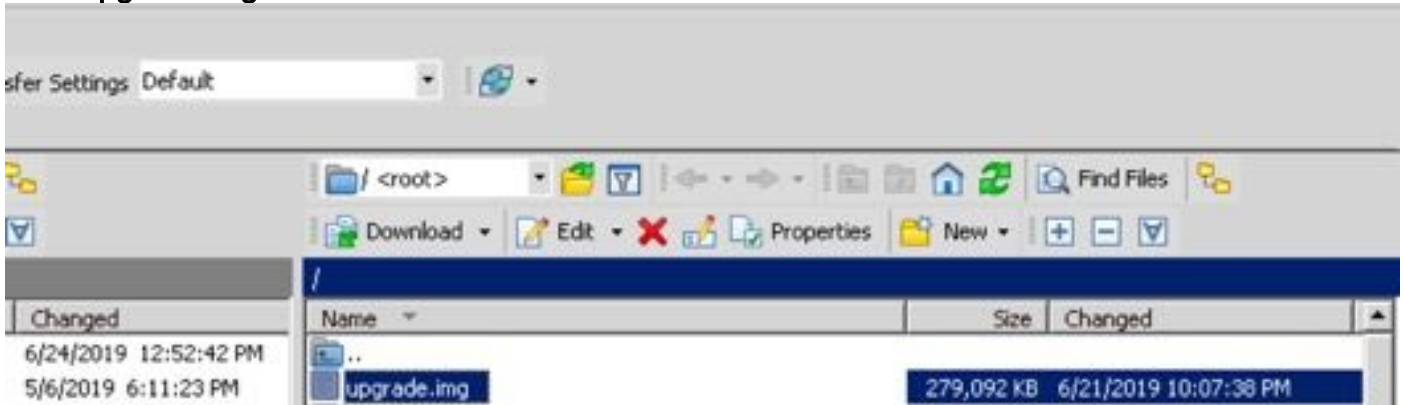 sfer Settings Default
/ <root>
Find Files
Download Edit Properties New
/
Changed Name Size Changed
6/24/2019 12:52:42 PM ..
5/6/2019 6:11:23 PM upgrade.img 279,092 KB 6/21/2019 10:07:38 PM